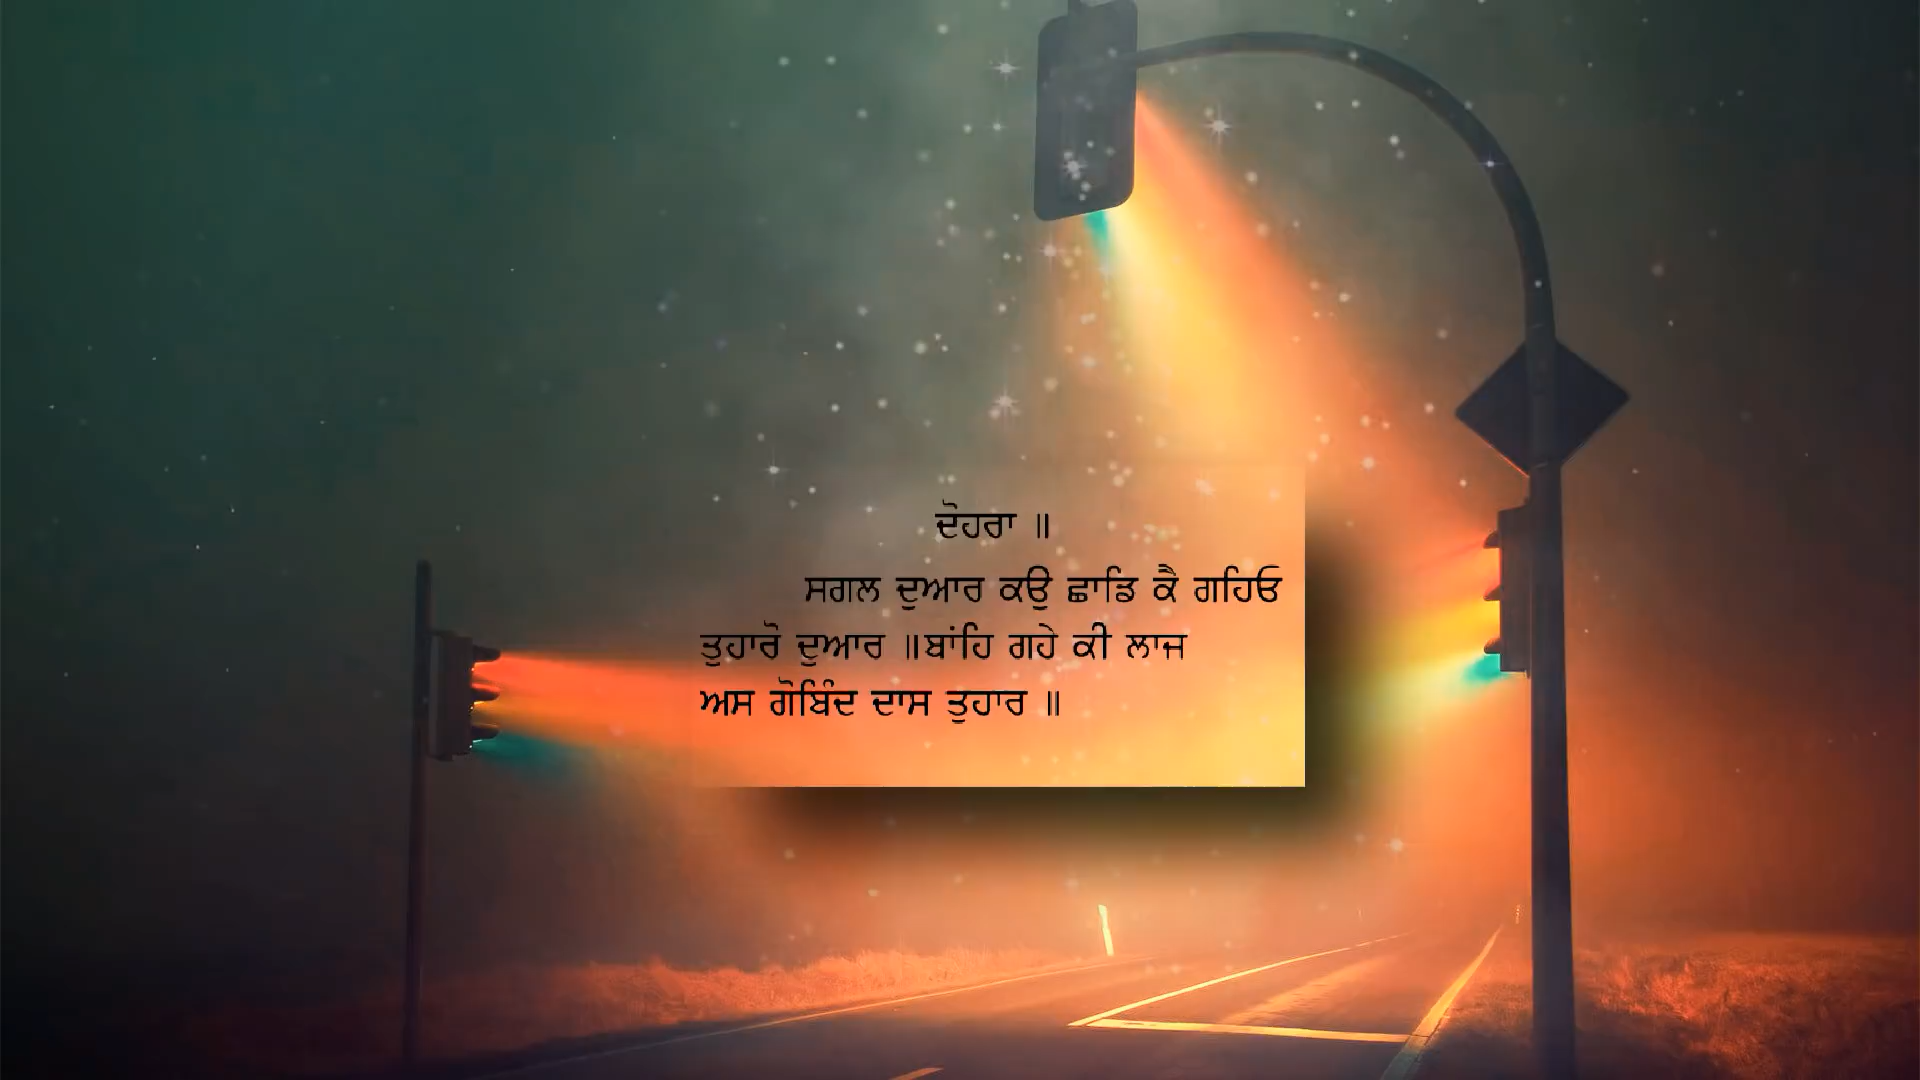 ਦੋਹਰਾ ॥
ਸਗਲ ਦੁਆਰ ਕਉ ਛਾਡਿ ਕੈ ਗਹਿਓ
ਤੁਹਾਰੋ ਦੁਆਰ ॥ਬਾਂਹਿ ਗਹੇ ਕੀ ਲਾਜ
ਅਸ ਗੋਬਿੰਦ ਦਾਸ ਤੁਹਾਰ ॥